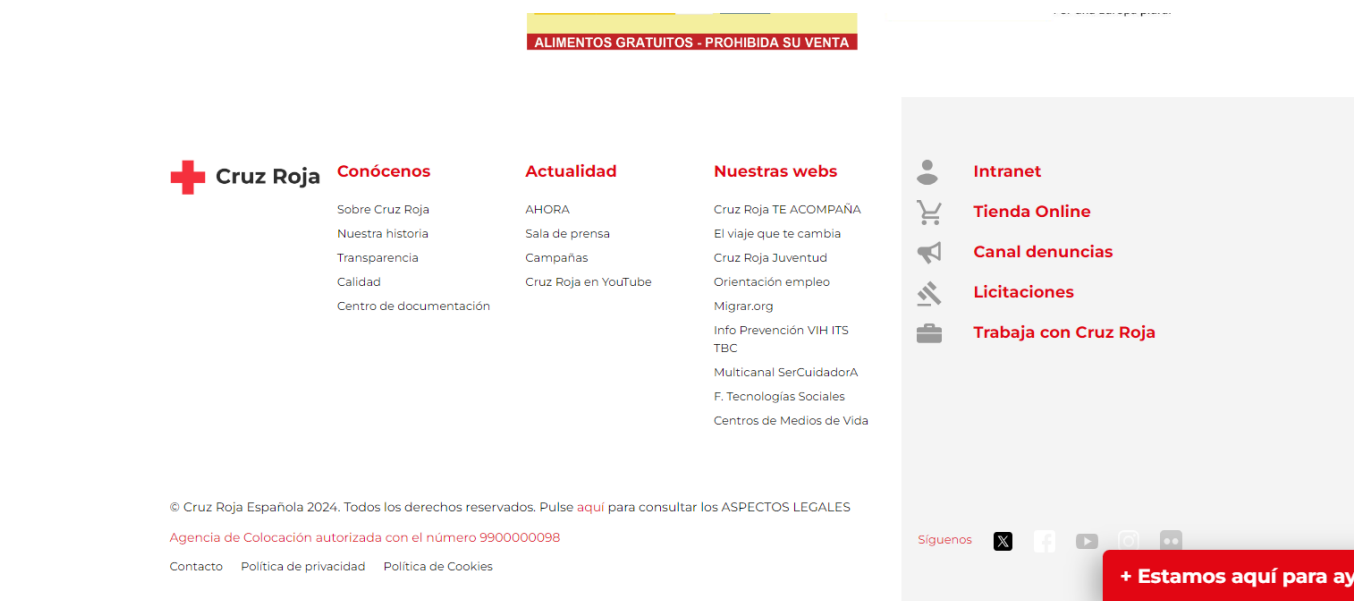 ALIMENTOS GRATUITOS - PROHIBIDA SU VENTA
Cruz Roja
Conócenos
Sobre Cruz Roja
Nuestra historia
Transparencia
Calidad
Centro de documentación
Actualidad
AHORA
Sala de prensa
Campañas
Cruz Roja en YouTube
Nuestras webs
Cruz Roja TE ACOMPAÑA
El viaje que te cambia
Cruz Roja Juventud
Orientación empleo
Migrar.org
Info Prevención VIH ITS
TBC
Multicanal SerCuidadorA
F. Tecnologías Sociales
Centros de Medios de Vida
Intranet
Tienda Online
Canal denuncias
Licitaciones
Trabaja con Cruz Roja
© Cruz Roja Española 2024. Todos los derechos reservados. Pulse aquí para consultar los ASPECTOS LEGALES
Agencia de Colocación autorizada con el número 9900000098
Contacto Política de privacidad Política de Cookies
Síguenos
+ Estamos aquí para ay